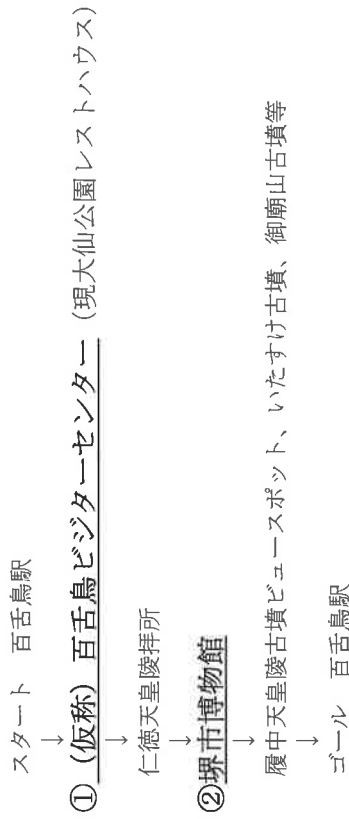 スタート　百舌鳥駅
↓
①（仮称）百舌鳥ビジターセンター（現大仙公園レストハウス）
↓
仁徳天皇陵拝所
↓
②堺市博物館
↓
履中天皇陵古墳ビュースポット、いたすけ古墳、御廟山古墳等
↓
ゴール　百舌鳥駅